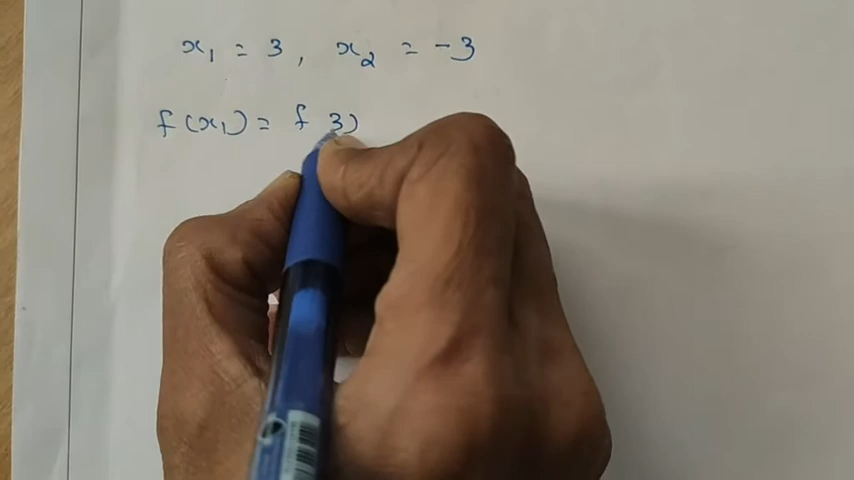 x₁ = 3, x₂ = -3
f(x₁) = f 3)